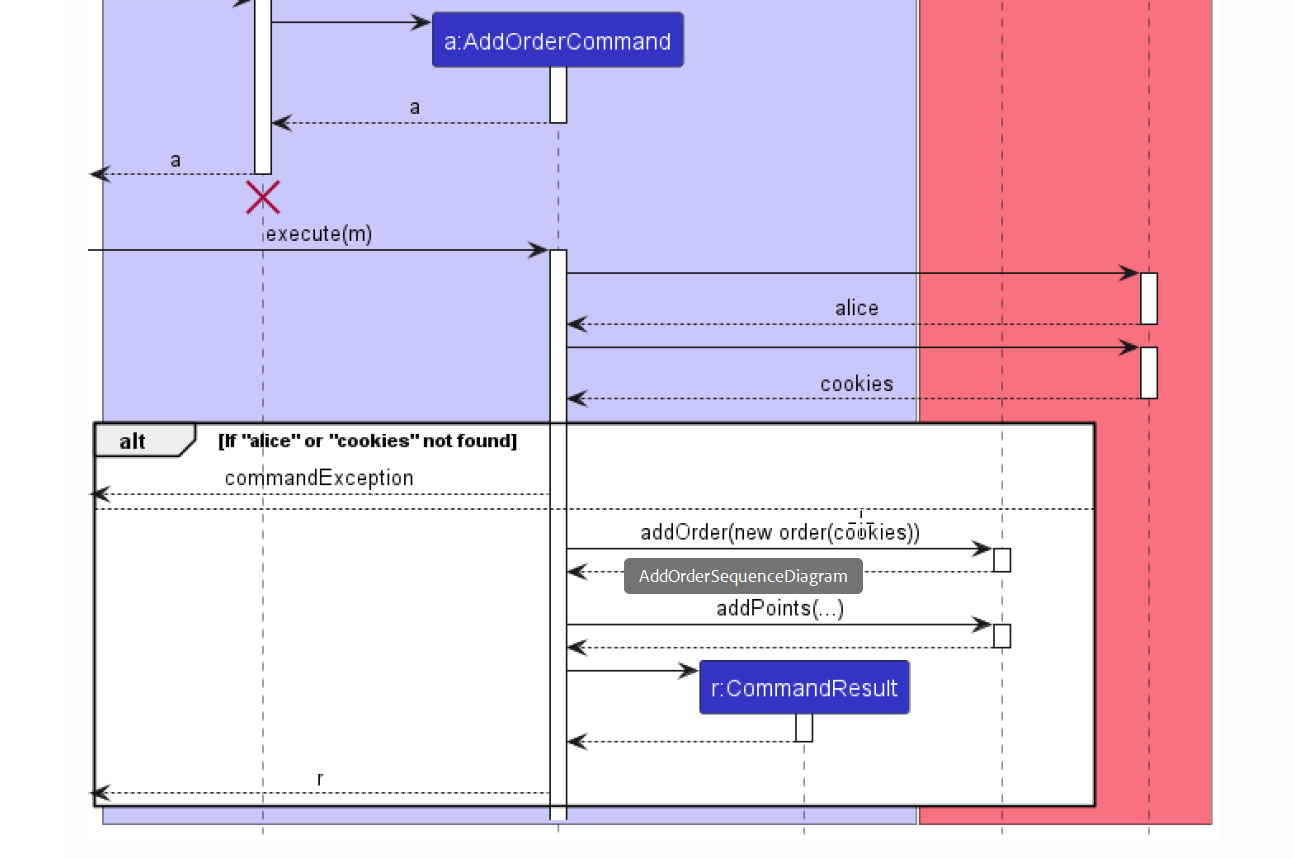 a:AddOrderCommand
a
a
execute(m)
alice
cookies
alt [If "alice" or "cookies" not found]
commandException
addOrder(new order(cookies))
AddOrderSequenceDiagram
addPoints(...)
r:CommandResult
r